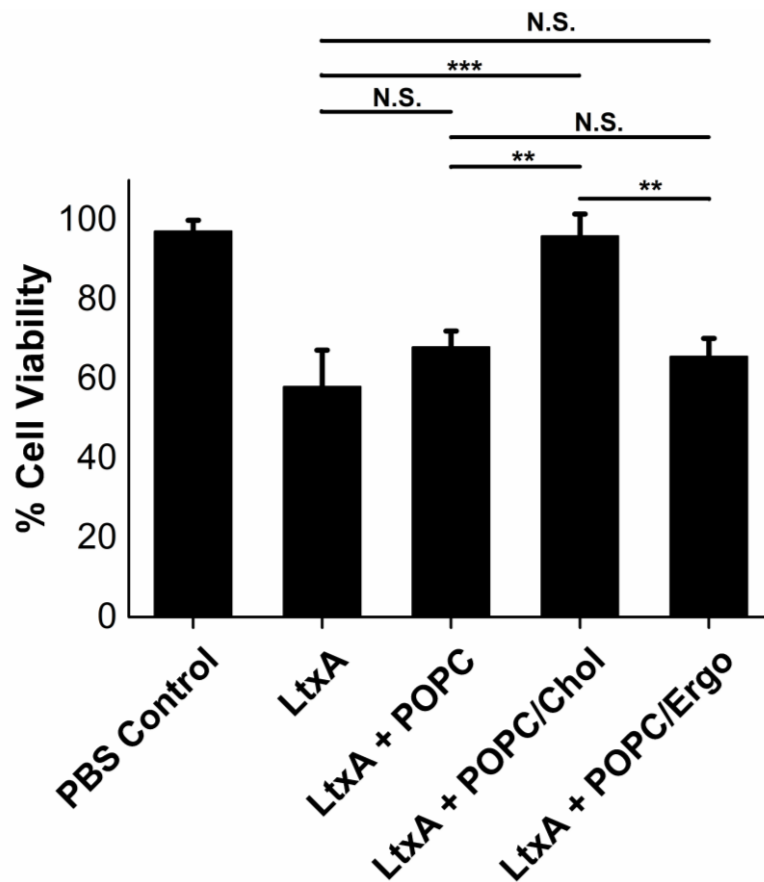 N.S.
***
N.S.
N.S.
**
**
% Cell Viability
100
80
60
40
20
0
PBS Control
LtxA
LtxA + POPC
LtxA + POPC/Chol
LtxA + POPC/Ergo